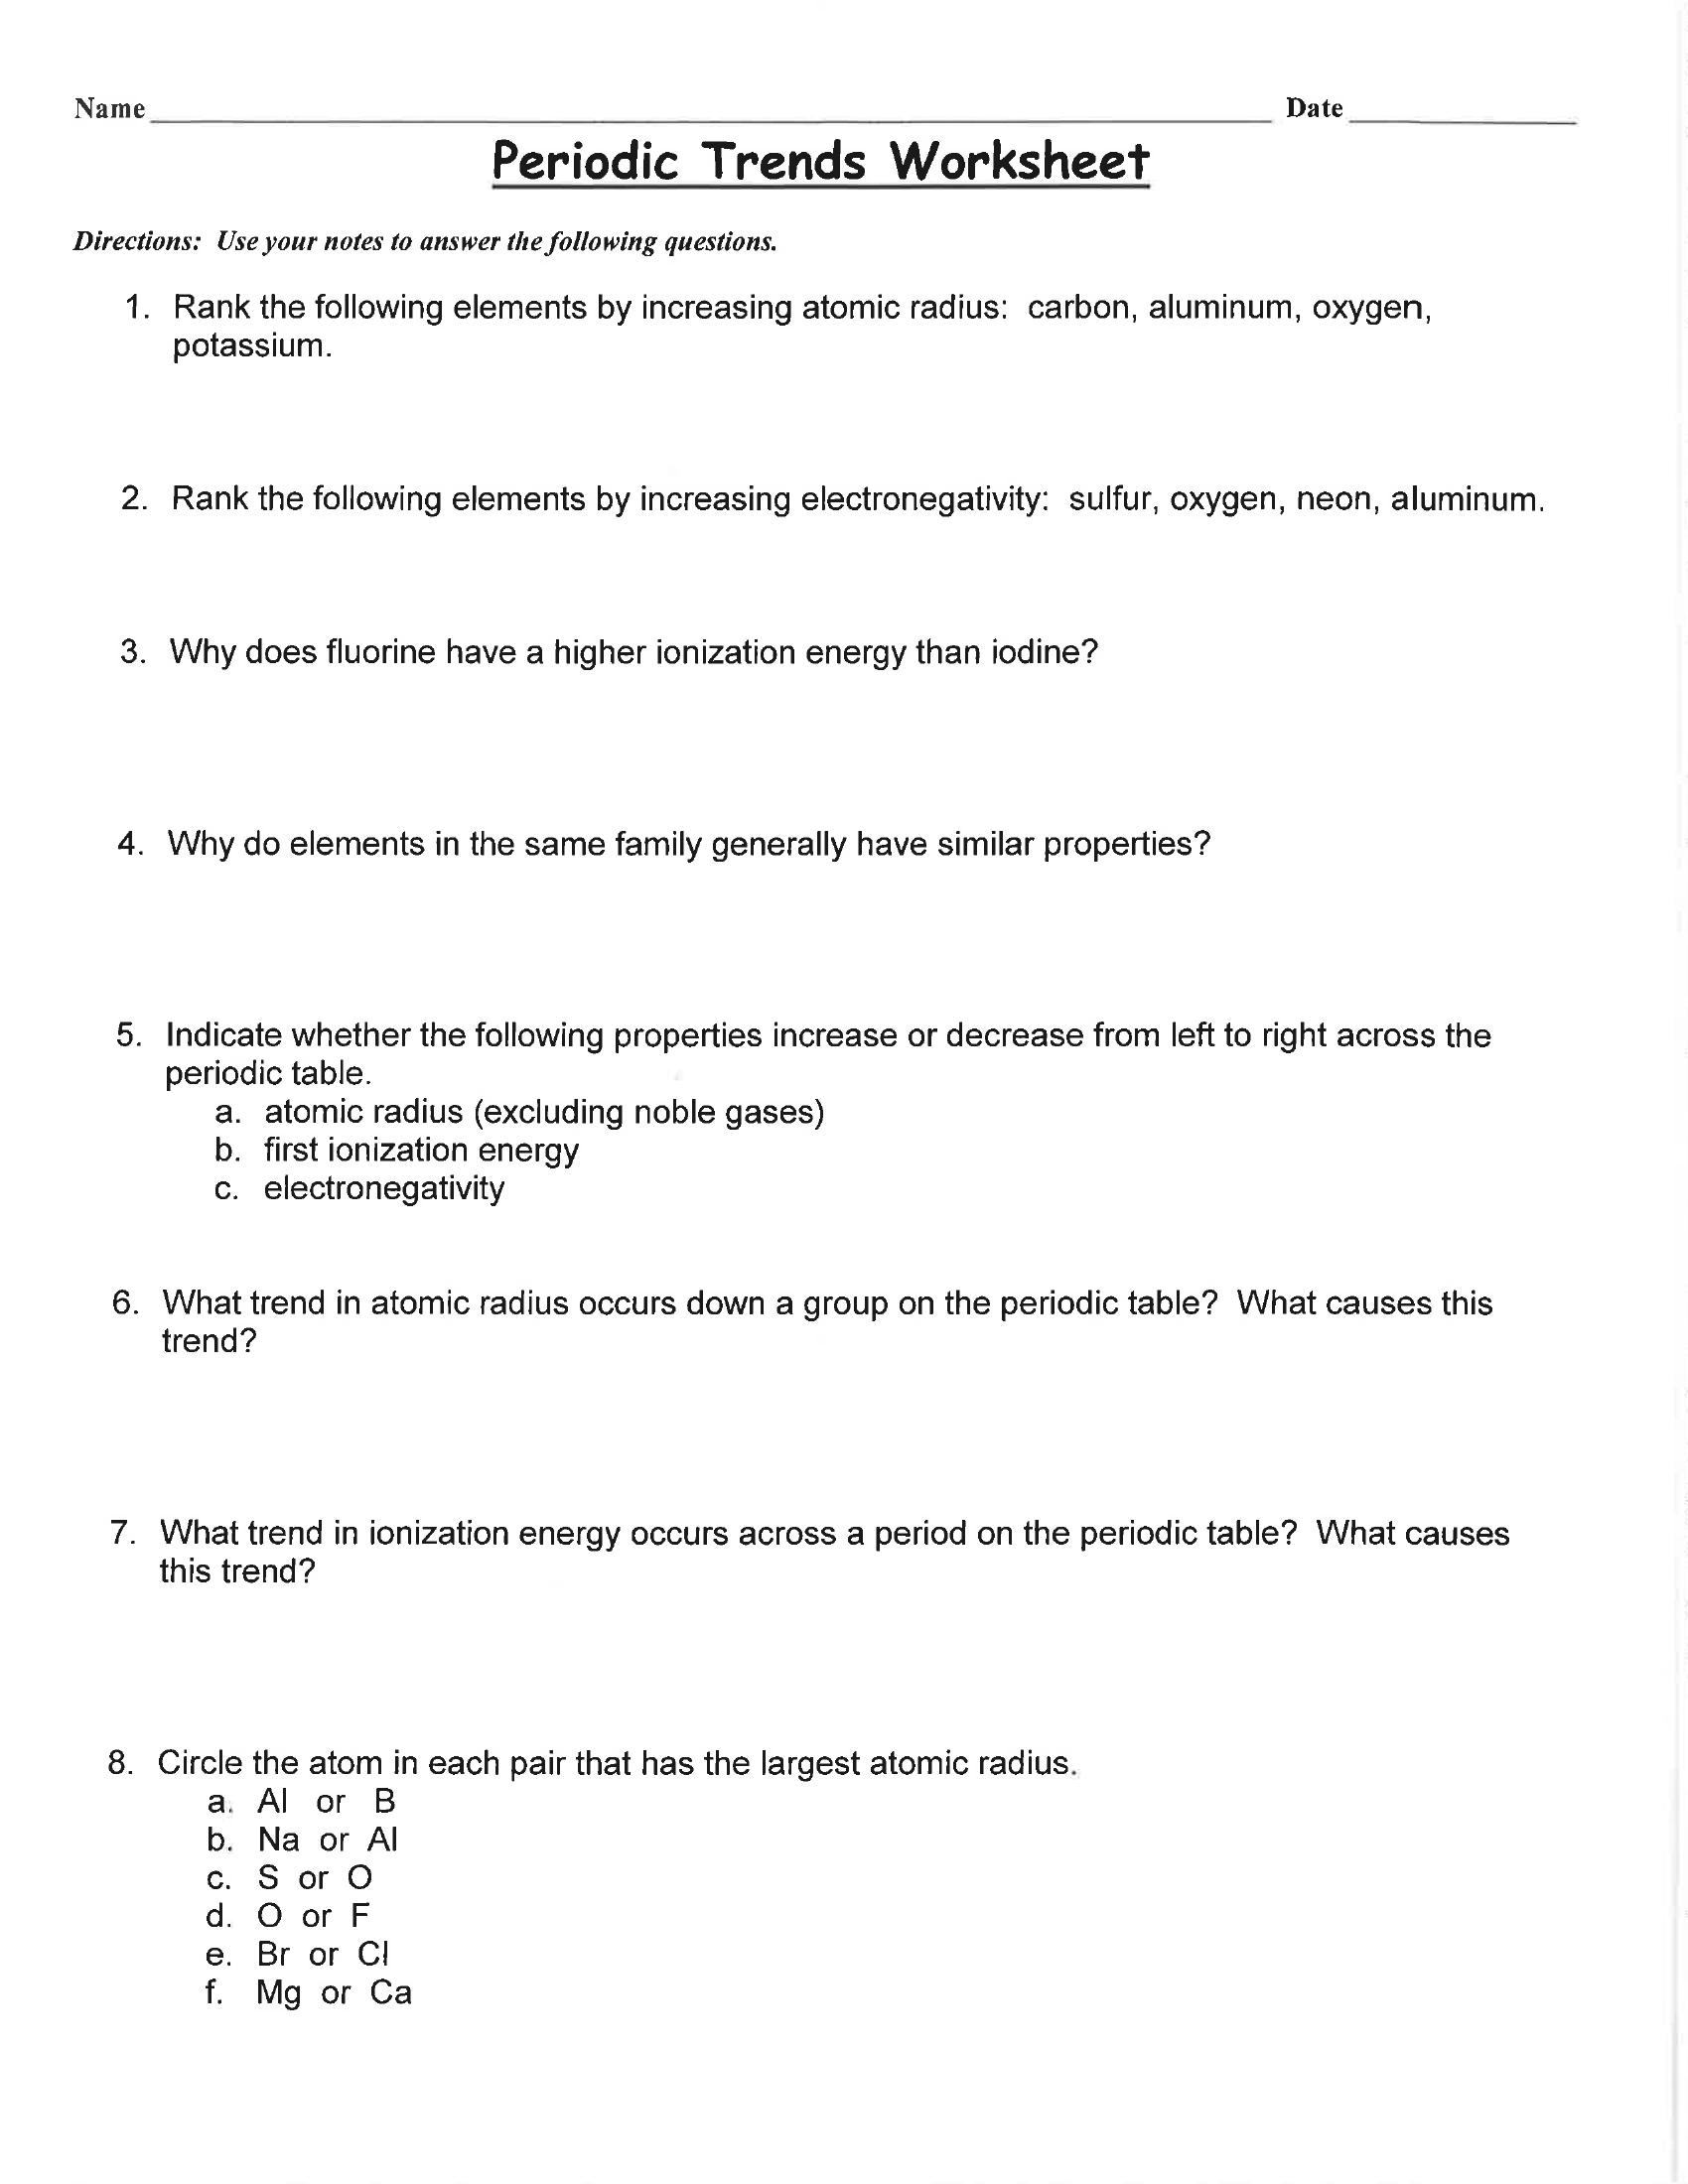 Name Date
Periodic Trends Worksheet
Directions: Use your notes to answer the following questions.
1. Rank the following elements by increasing atomic radius: carbon, aluminum, oxygen,
potassium.
2. Rank the following elements by increasing electronegativity: sulfur, oxygen, neon, aluminum.
3. Why does fluorine have a higher ionization energy than iodine?
4. Why do elements in the same family generally have similar properties?
5. Indicate whether the following properties increase or decrease from left to right across the
periodic table.
a. atomic radius (excluding noble gases)
b. first ionization energy
c. electronegativity
6. What trend in atomic radius occurs down a group on the periodic table? What causes this
trend?
7. What trend in ionization energy occurs across a period on the periodic table? What causes
this trend?
8. Circle the atom in each pair that has the largest atomic radius.
a. Al or B
b. Na or Al
c. S or O
d. O or F
e. Br or Cl
f. Mg or Ca